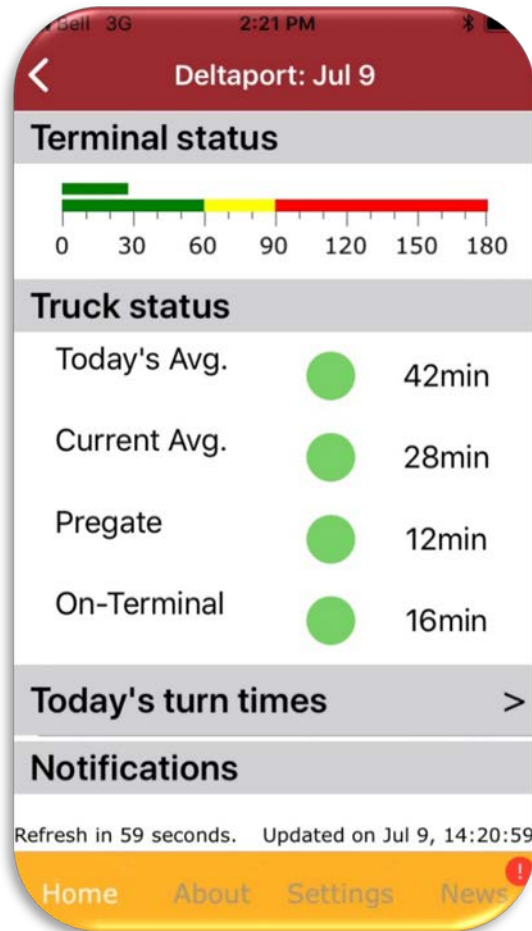 Bell 3G 2:21 PM
Deltaport: Jul 9
Terminal status
0 30 60 90 120 150 180
Truck status
Today's Avg. 42min
Current Avg. 28min
Pregate 12min
On-Terminal 16min
Today's turn times >
Notifications
Refresh in 59 seconds. Updated on Jul 9, 14:20:59
Home About Settings News !